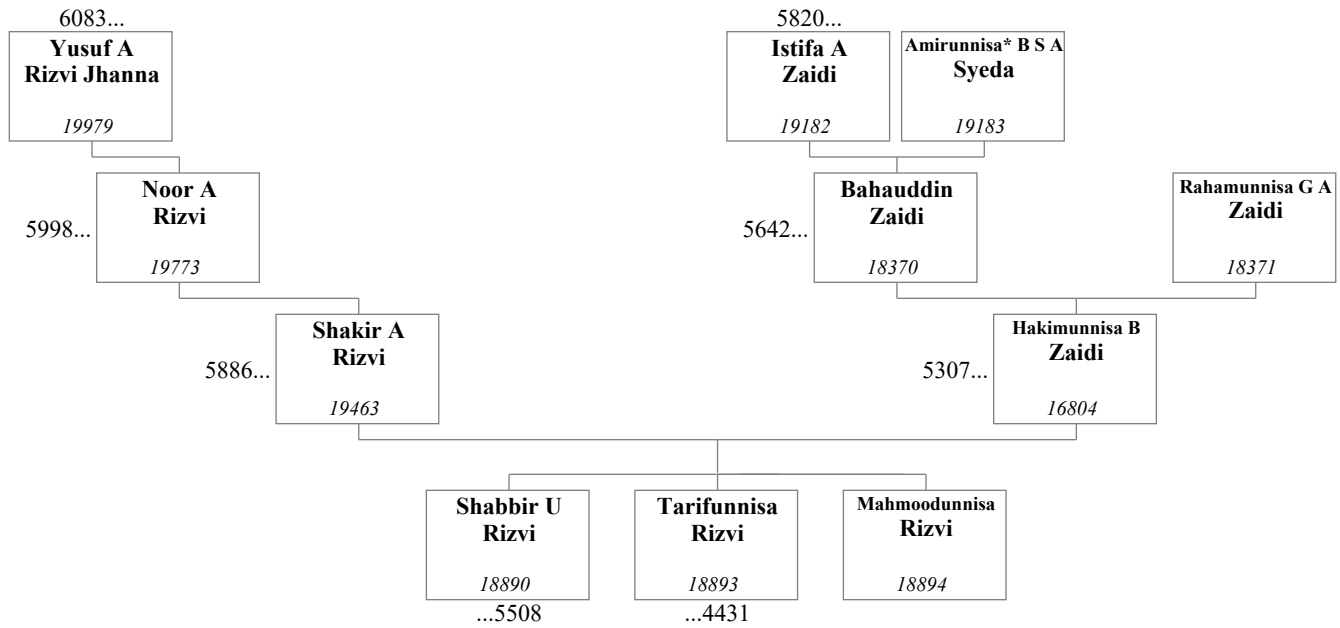 6083...
Yusuf A
Rizvi Jhanna
19979
5820...
Istifa A
Zaidi
19182
Amirunnisa* B S A
Syeda
19183
5998...
Noor A
Rizvi
19773
5642...
Bahauddin
Zaidi
18370
Rahamunnisa G A
Zaidi
18371
5886...
Shakir A
Rizvi
19463
5307...
Hakimunnisa B
Zaidi
16804
Shabbir U
Rizvi
18890
...5508
Tarifunnisa
Rizvi
18893
...4431
Mahmoodunnisa
Rizvi
18894